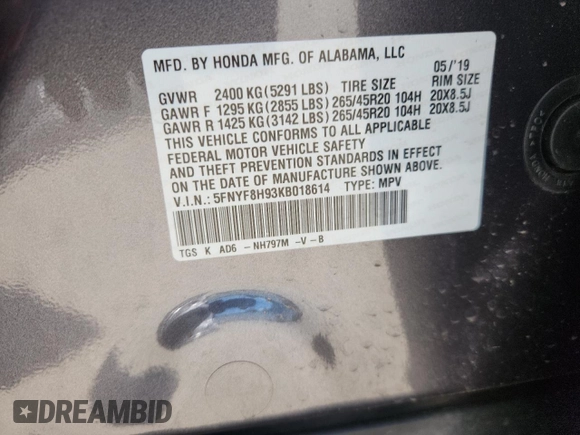 MFD. BY HONDA MFG. OF ALABAMA, LLC
05/'19
GVWR 2400 KG (5291 LBS) TIRE SIZE RIM SIZE
GAWR F 1295 KG (2855 LBS) 265/45R20 104H 20X8.5J
GAWR R 1425 KG (3142 LBS) 265/45R20 104H 20X8.5J
THIS VEHICLE CONFORMS TO ALL APPLICABLE
FEDERAL MOTOR VEHICLE SAFETY
AND THEFT PREVENTION STANDARDS IN EFFECT
ON THE DATE OF MANUFACTURE SHOWN ABOVE.
V.I.N.: 5FNYF8H93KB018614 TYPE: MPV
TGS K AD6 - NH797M -V-B
DREAMBID